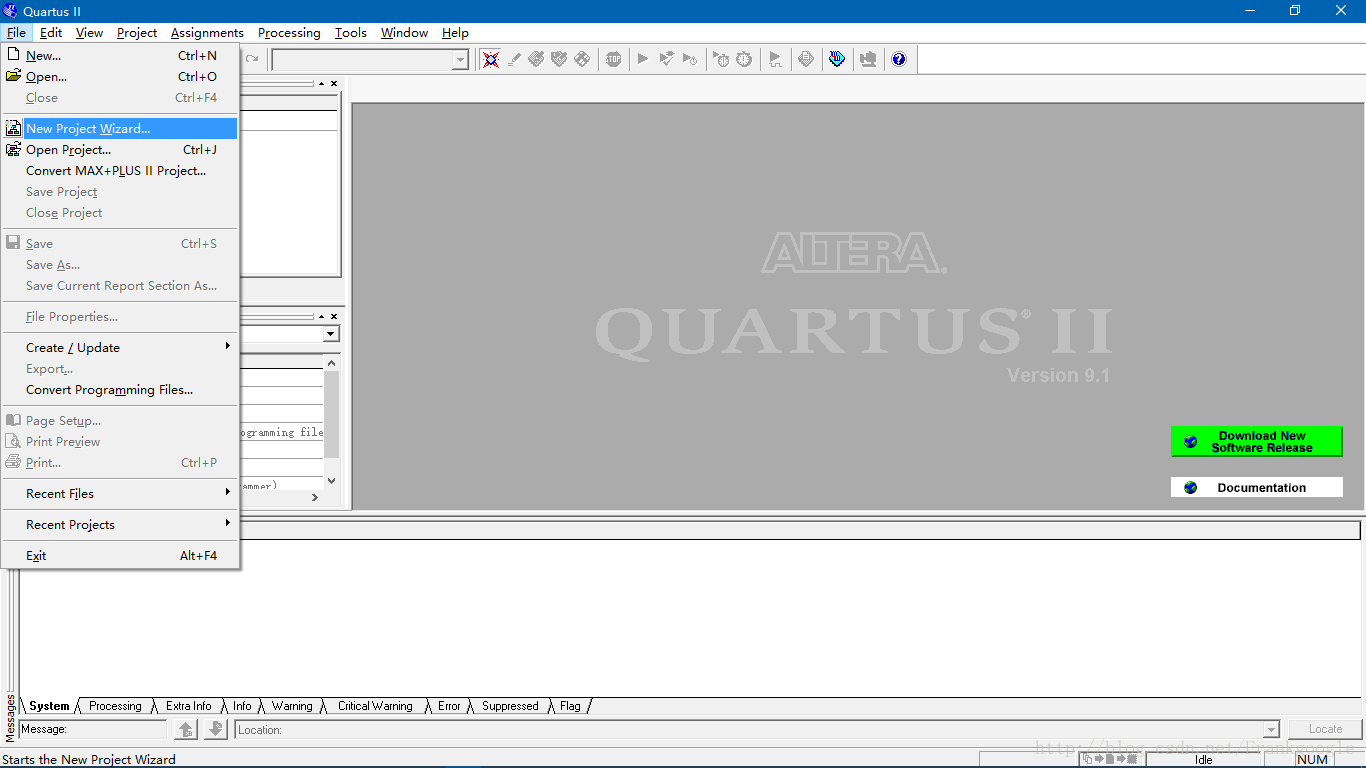 Quartus II
File Edit View Project Assignments Processing Tools Window Help
New... Ctrl+N
Open... Ctrl+O
Close Ctrl+F4
New Project Wizard...
Open Project... Ctrl+J
Convert MAX+PLUS II Project...
Save Project
Close Project
Save Ctrl+S
Save As...
Save Current Report Section As...
File Properties...
Create / Update
Export...
Convert Programming Files...
Page Setup...
Print Preview
Print... Ctrl+P
Recent Files
Recent Projects
Exit Alt+F4
STOP
ogramming file
ammer)
ALTERA
QUARTUS® II
Version 9.1
Download New
Software Release
Documentation
Messages
System Processing Extra Info Info Warning Critical Warning Error Suppressed Flag
Message: Location: Locate
http://blog.csdn.net/Frankgoogle
Starts the New Project Wizard Idle NUM